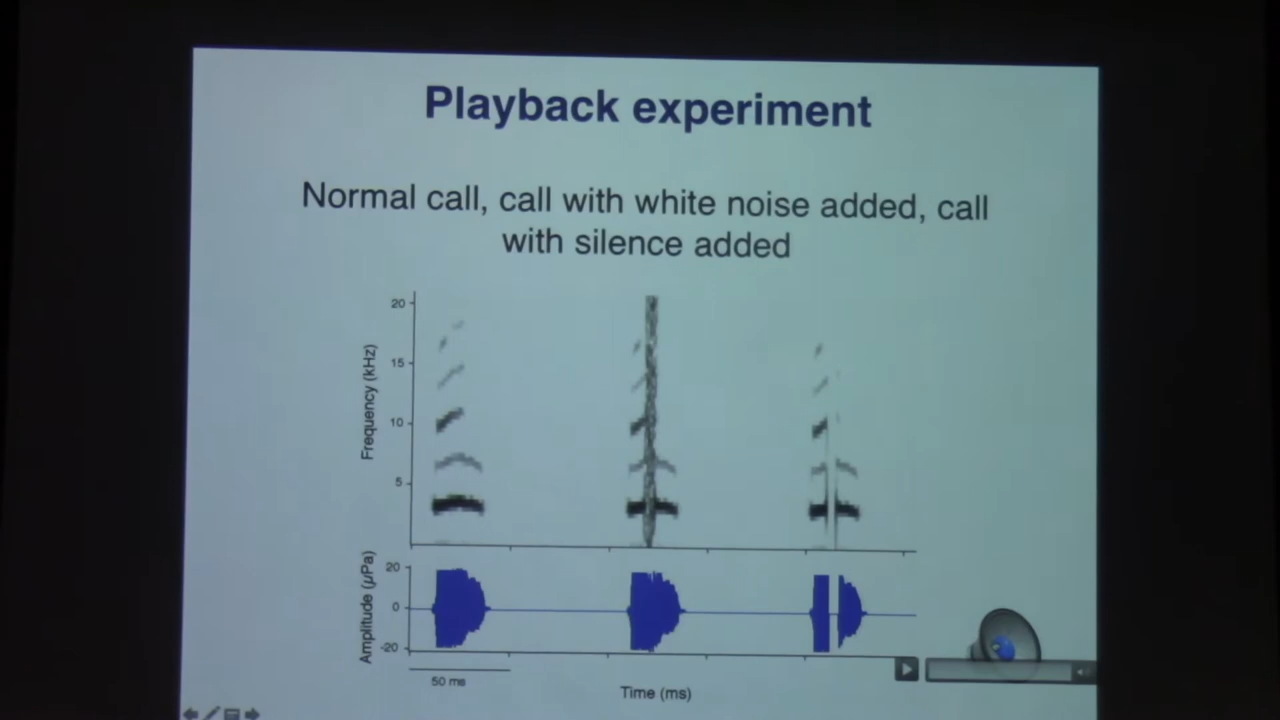 Playback experiment
Normal call, call with white noise added, call
with silence added
Frequency (kHz)
20
15
10
5
Amplitude (µPa)
20
0
-20
50 ms
Time (ms)